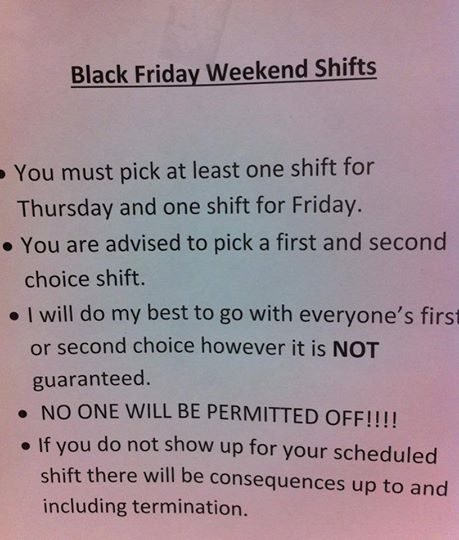 Black Friday Weekend Shifts
• You must pick at least one shift for
Thursday and one shift for Friday.
• You are advised to pick a first and second
choice shift.
• I will do my best to go with everyone's first
or second choice however it is NOT
guaranteed.
• NO ONE WILL BE PERMITTED OFF!!!!
• If you do not show up for your scheduled
shift there will be consequences up to and
including termination.